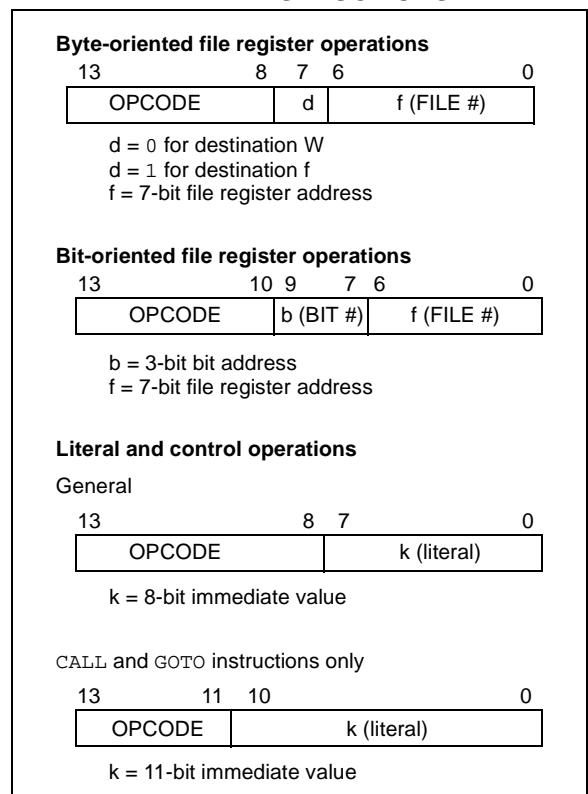 Byte-oriented file register operations
13 8 7 6 0
OPCODE d f (FILE #)
d = 0 for destination W
d = 1 for destination f
f = 7-bit file register address
Bit-oriented file register operations
13 10 9 7 6 0
OPCODE b (BIT #) f (FILE #)
b = 3-bit bit address
f = 7-bit file register address
Literal and control operations
General
13 8 7 0
OPCODE k (literal)
k = 8-bit immediate value
CALL and GOTO instructions only
13 11 10 0
OPCODE k (literal)
k = 11-bit immediate value